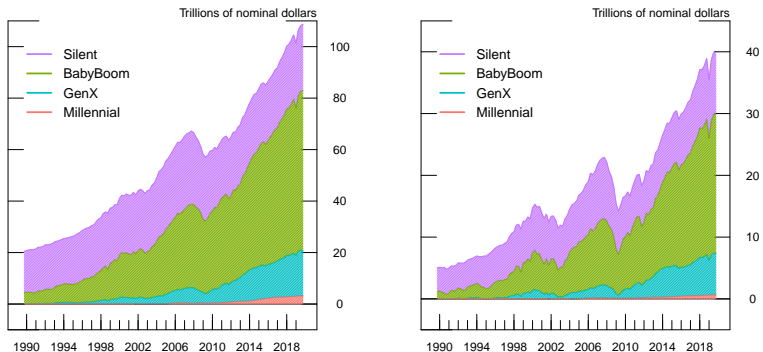 Trillions of nominal dollars
Silent
BabyBoom
GenX
Millennial
100
80
60
40
20
0
1990 1994 1998 2002 2006 2010 2014 2018
Trillions of nominal dollars
Silent
BabyBoom
GenX
Millennial
40
30
20
10
0
1990 1994 1998 2002 2006 2010 2014 2018